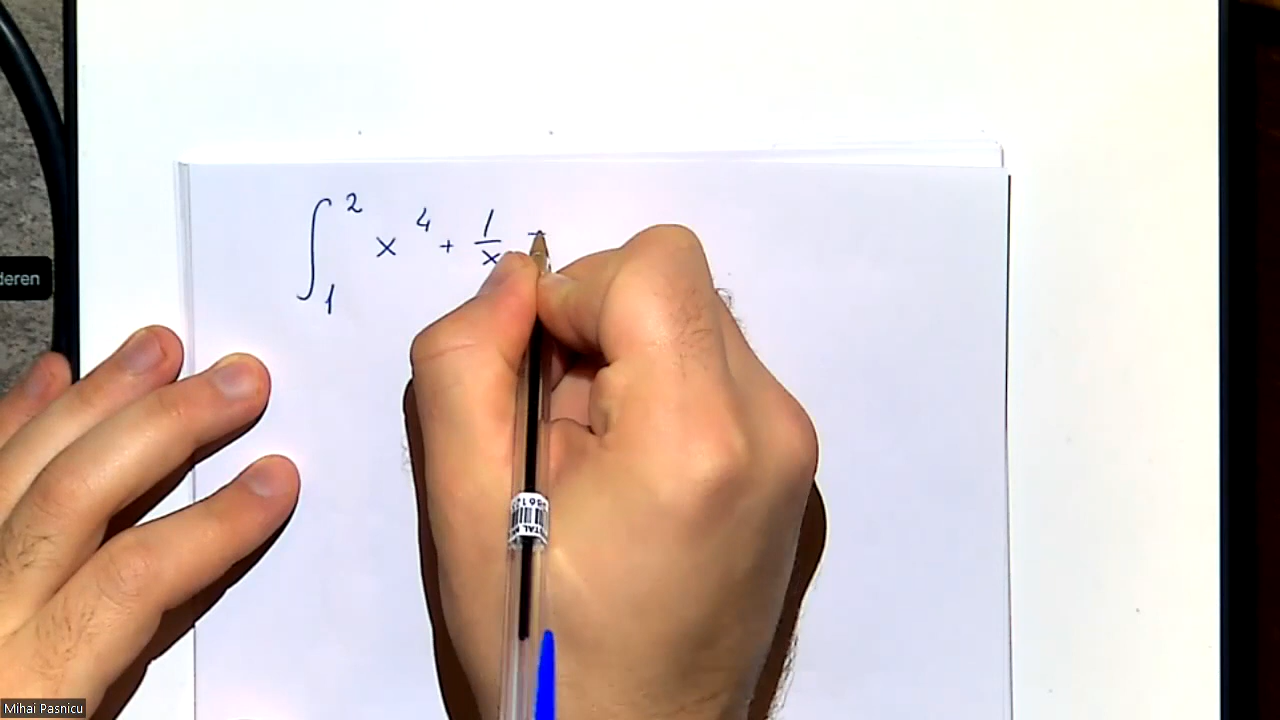 ∫₁² x⁴ + 1/x
deren
Mihai Pasnicu